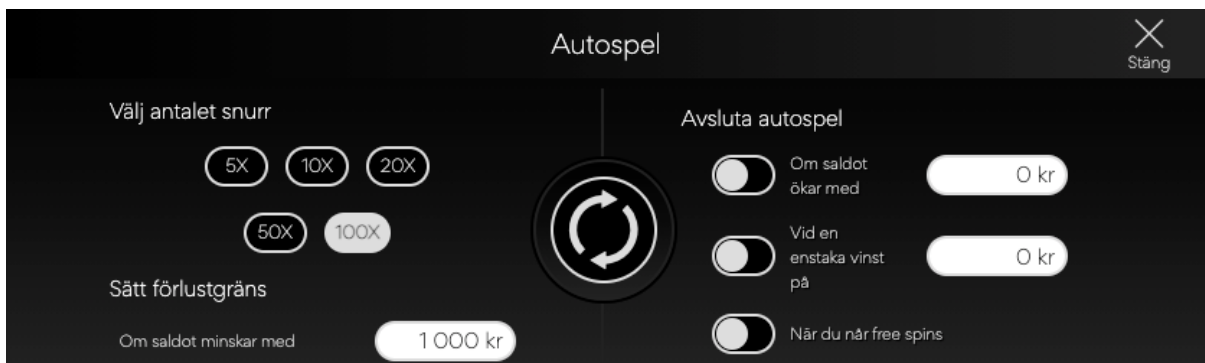 Autospel
Stäng
Välj antalet snurr
5X 10X 20X
50X 100X
Sätt förlustgräns
Om saldot minskar med 1 000 kr
Avsluta autospel
Om saldot
ökar med
0 kr
Vid en
enstaka vinst
på
0 kr
När du når free spins